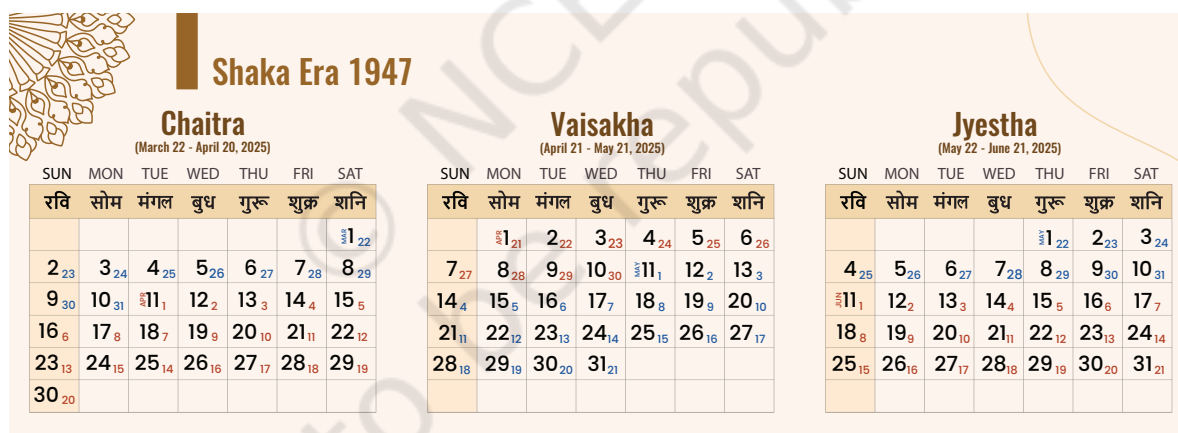 Shaka Era 1947
Chaitra
(March 22 - April 20, 2025)
SUN MON TUE WED THU FRI SAT
रवि सोम मंगल बुध गुरू शुक्र शनि
MAR 1 22
2 23 3 24 4 25 5 26 6 27 7 28 8 29
9 30 10 31 APR 11 1 12 2 13 3 14 4 15 5
16 6 17 8 18 7 19 9 20 10 21 11 22 12
23 13 24 15 25 14 26 16 27 17 28 18 29 19
30 20
Vaisakha
(April 21 - May 21, 2025)
SUN MON TUE WED THU FRI SAT
रवि सोम मंगल बुध गुरू शुक्र शनि
APR 1 21 2 22 3 23 4 24 5 25 6 26
7 27 8 28 9 29 10 30 MAY 11 1 12 2 13 3
14 4 15 5 16 6 17 7 18 8 19 9 20 10
21 11 22 12 23 13 24 14 25 15 26 16 27 17
28 18 29 19 30 20 31 21
Jyestha
(May 22 - June 21, 2025)
SUN MON TUE WED THU FRI SAT
रवि सोम मंगल बुध गुरू शुक्र शनि
MAY 1 22 2 23 3 24
4 25 5 26 6 27 7 28 8 29 9 30 10 31
JUN 11 1 12 2 13 3 14 4 15 5 16 6 17 7
18 8 19 9 20 10 21 11 22 12 23 13 24 14
25 15 26 16 27 17 28 18 29 19 30 20 31 21
© NCE
to be repu